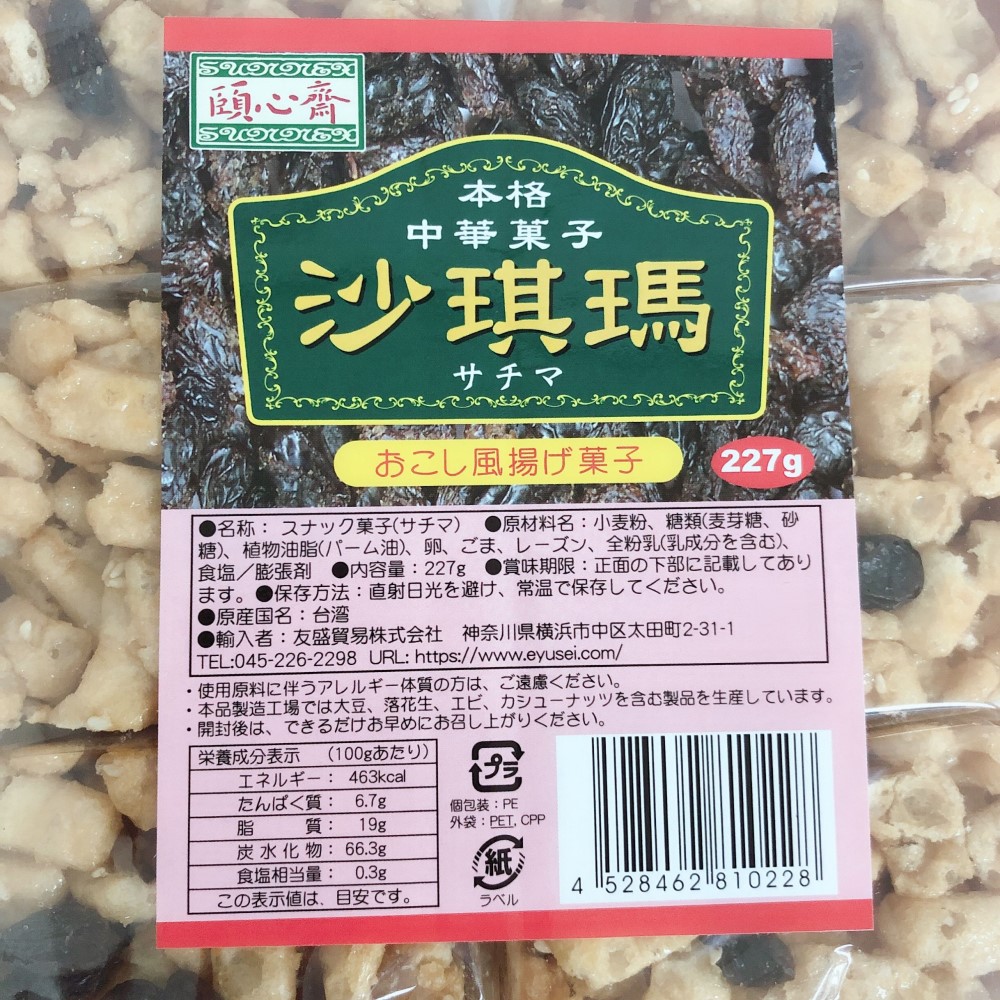 頤心齋
本格
中華菓子
沙琪瑪
サチマ
おこし風揚げ菓子
227g
●名称： スナック菓子(サチマ) ●原材料名：小麦粉、糖類(麦芽糖、砂
糖)、植物油脂(パーム油)、卵、ごま、レーズン、全粉乳(乳成分を含む)、
食塩／膨張剤 ●内容量：227g ●賞味期限：正面の下部に記載してあり
ます。●保存方法：直射日光を避け、常温で保存してください。
●原産国名：台湾
●輸入者：友盛貿易株式会社 神奈川県横浜市中区太田町2-31-1
TEL:045-226-2298 URL: https://www.eyusei.com/
・使用原料に伴うアレルギー体質の方は、ご遠慮ください。
・本品製造工場では大豆、落花生、エビ、カシューナッツを含む製品を生産しています。
・開封後は、できるだけお早めにお召し上がりください。
栄養成分表示 (100gあたり)
エネルギー： 463kcal
たんぱく質： 6.7g
脂 質： 19g
炭水化物： 66.3g
食塩相当量： 0.3g
この表示値は、目安です。
プラ
個包装：PE
外袋：PET, CPP
紙
ラベル
4 528462 810228